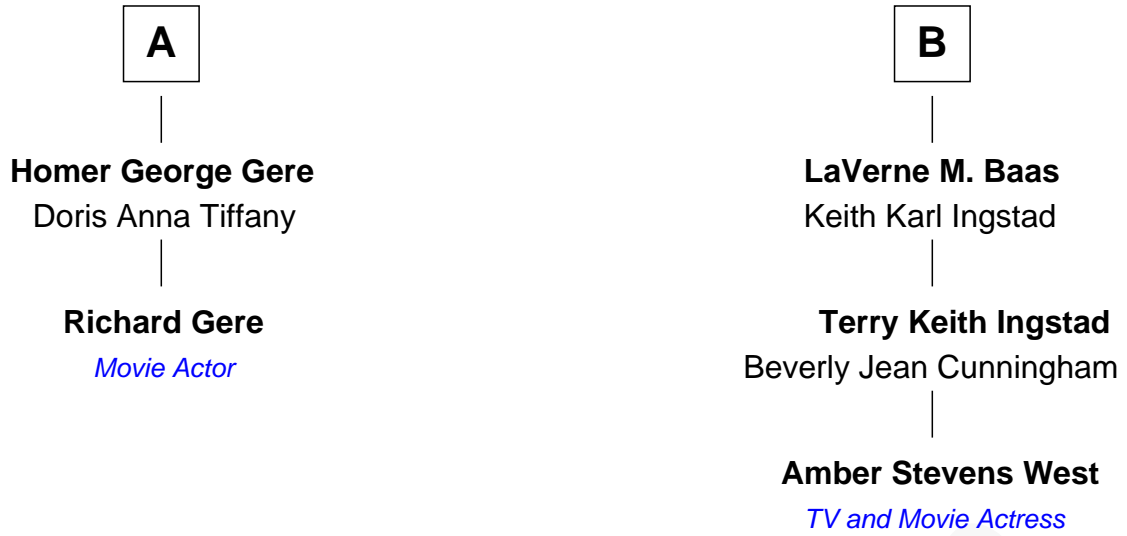 A
Homer George Gere
Doris Anna Tiffany
Richard Gere
Movie Actor
B
LaVerne M. Baas
Keith Karl Ingstad
Terry Keith Ingstad
Beverly Jean Cunningham
Amber Stevens West
TV and Movie Actress